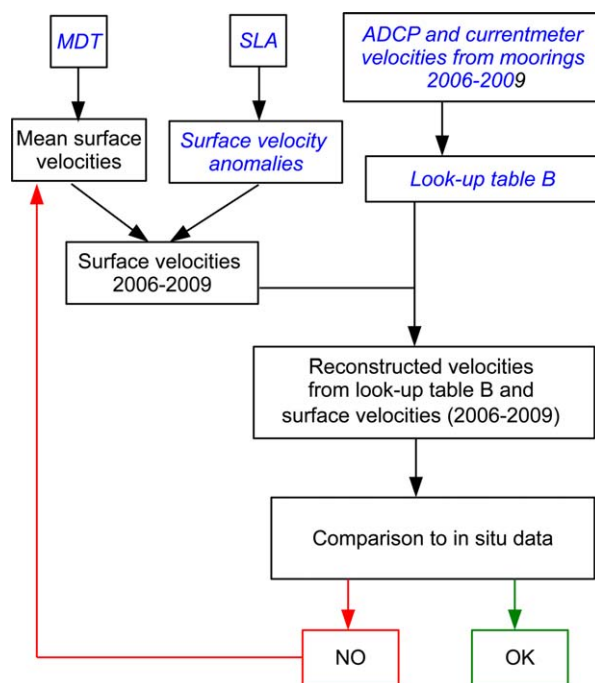 MDT
SLA
ADCP and currentmeter
velocities from moorings
2006-2009
Mean surface
velocities
Surface velocity
anomalies
Look-up table B
Surface velocities
2006-2009
Reconstructed velocities
from look-up table B and
surface velocities (2006-2009)
Comparison to in situ data
NO
OK